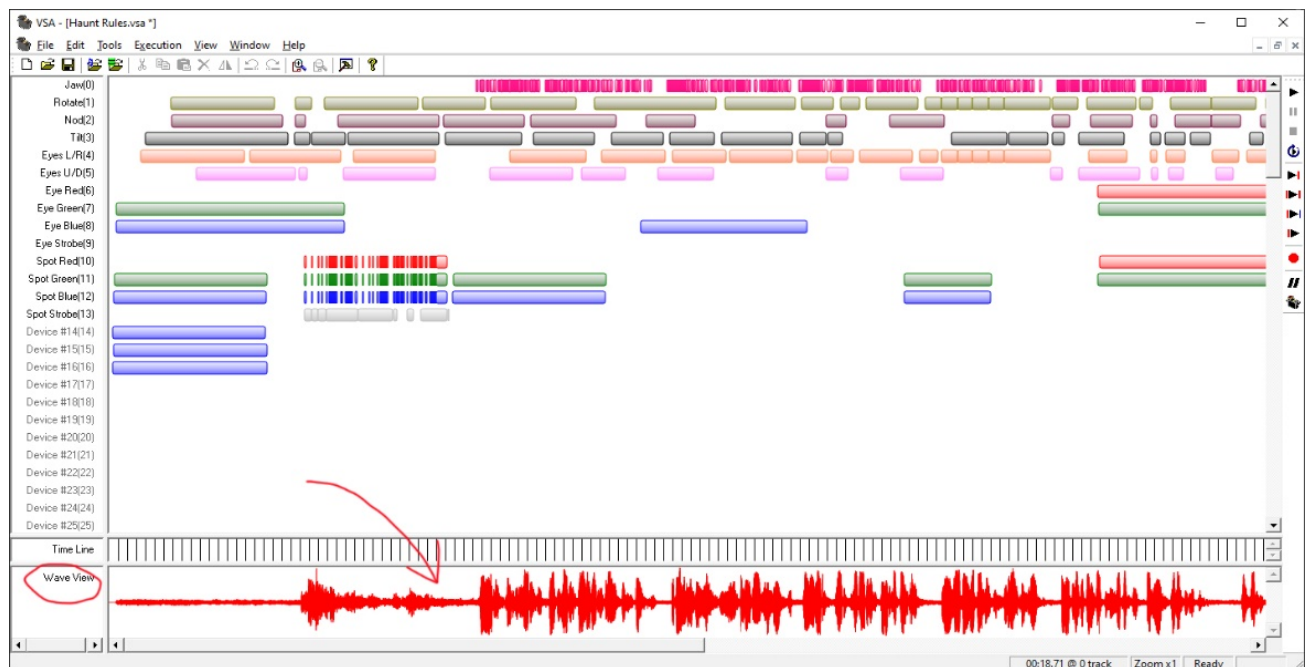 VSA - [Haunt Rules.vsa *]
File Edit Tools Execution View Window Help
Jaw(0)
Rotate(1)
Nod(2)
Tilt(3)
Eyes L/R(4)
Eyes U/D(5)
Eye Red(6)
Eye Green(7)
Eye Blue(8)
Eye Strobe(9)
Spot Red(10)
Spot Green(11)
Spot Blue(12)
Spot Strobe(13)
Device #14(14)
Device #15(15)
Device #16(16)
Device #17(17)
Device #18(18)
Device #19(19)
Device #20(20)
Device #21(21)
Device #22(22)
Device #23(23)
Device #24(24)
Device #25(25)
Time Line
Wave View
00:18.71 @ 0 track Zoom x1 Ready